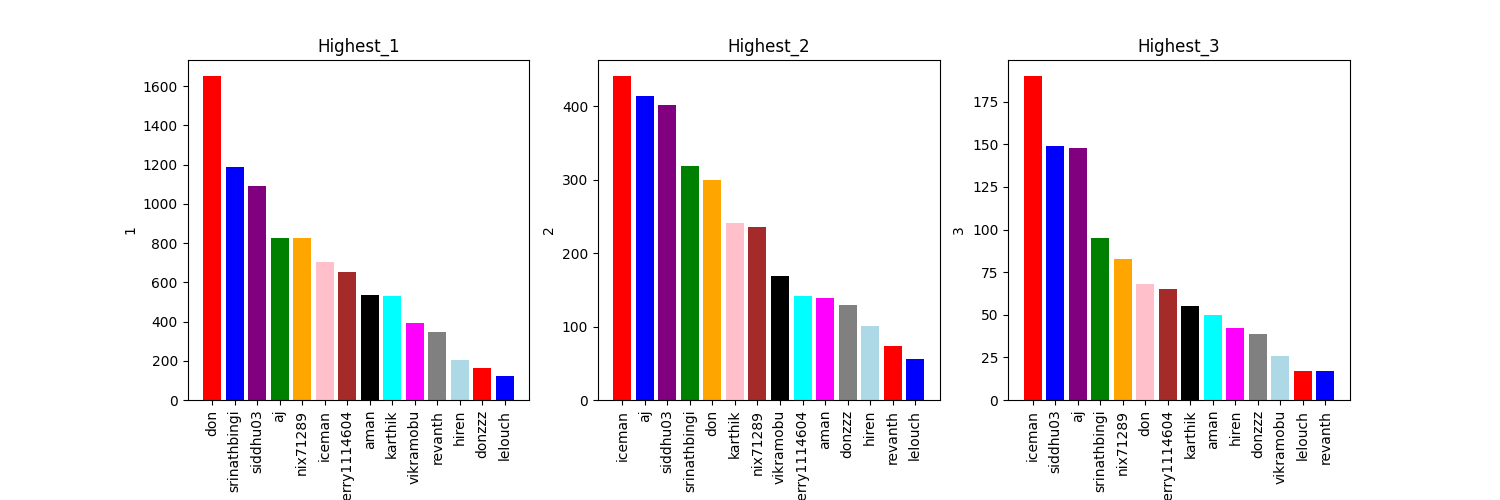 Highest_1
1
1600
1400
1200
1000
800
600
400
200
0
don
srinathbingi
siddhu03
aj
nix71289
iceman
erry1114604
aman
karthik
vikramobu
revanth
hiren
donzzz
lelouch
Highest_2
2
400
300
200
100
0
iceman
aj
siddhu03
srinathbingi
don
karthik
nix71289
vikramobu
erry1114604
aman
donzzz
hiren
revanth
lelouch
Highest_3
3
175
150
125
100
75
50
25
0
iceman
siddhu03
aj
srinathbingi
nix71289
don
erry1114604
karthik
aman
hiren
donzzz
vikramobu
lelouch
revanth